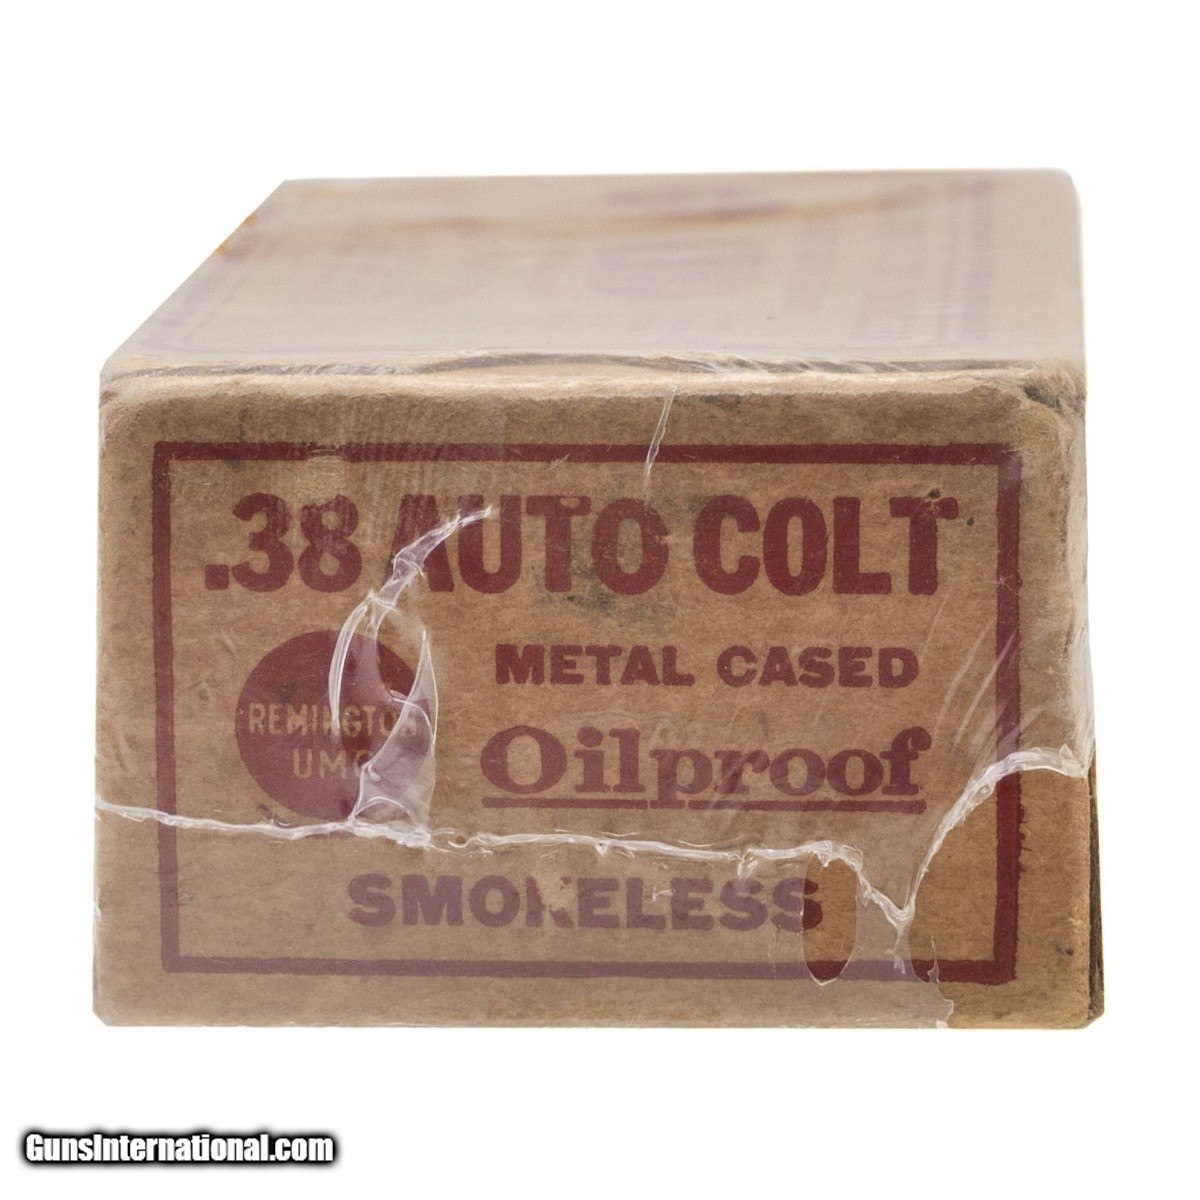 .38 AUTO COLT
METAL CASED
REMINGTON
UMC
Oilproof
SMOKELESS
GunsInternational.com